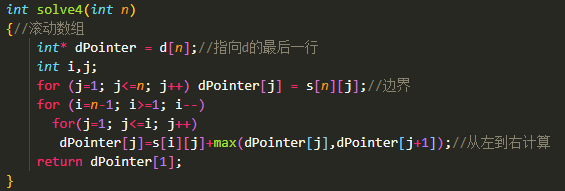 int solve4(int n)
{//滚动数组
    int* dPointer = d[n];//指向d的最后一行
    int i,j;
    for (j=1; j<=n; j++) dPointer[j] = s[n][j];//边界
    for (i=n-1; i>=1; i--)
      for(j=1; j<=i; j++)
       dPointer[j]=s[i][j]+max(dPointer[j],dPointer[j+1]);//从左到右计算
    return dPointer[1];
}